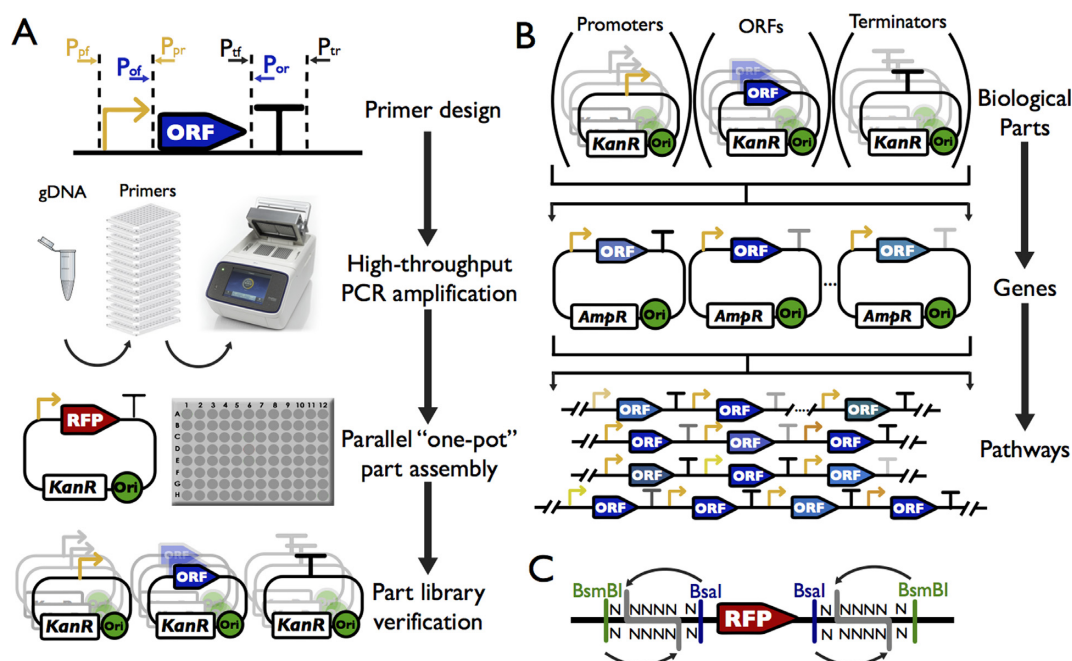 A
Ppf
Ppr
Ptf
Ptr
Pof
Por
ORF
Primer design
gDNA
Primers
High-throughput
PCR amplification
RFP
KanR
Ori
1 2 3 4 5 6 7 8 9 10 11 12
A
B
C
D
E
F
G
H
Parallel "one-pot"
part assembly
ORF
ORF
KanR Ori KanR Ori KanR Ori
Part library
verification
B
Promoters ORFs Terminators
ORF
ORF
KanR Ori KanR Ori KanR Ori
Biological
Parts
ORF ORF ORF
AmpR Ori AmpR Ori AmpR Ori
Genes
ORF ORF ORF
ORF ORF ORF
ORF ORF ORF
ORF ORF ORF ORF
Pathways
C
BsmBI BsaI BsaI BsmBI
NNNN N RFP N NNNN N
N NNNN N N NNNN N